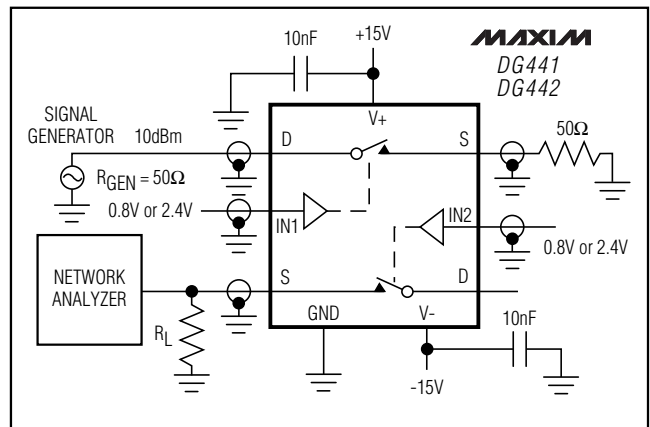 10nF
+15V
MAXIM
DG441
DG442
SIGNAL
GENERATOR
10dBm
V+
D
S
50Ω
RGEN = 50Ω
0.8V or 2.4V
IN1
IN2
0.8V or 2.4V
NETWORK
ANALYZER
S
D
RL
GND
V-
10nF
-15V